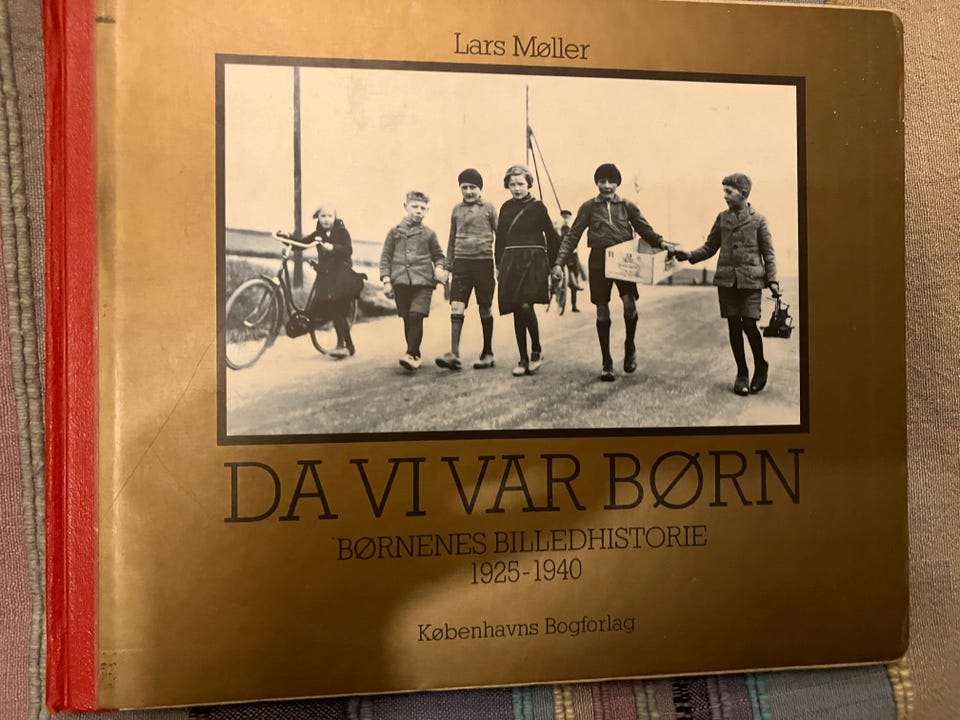 Lars Møller
DA VI VAR BØRN
BØRNENES BILLEDHISTORIE
1925-1940
Københavns Bogforlag